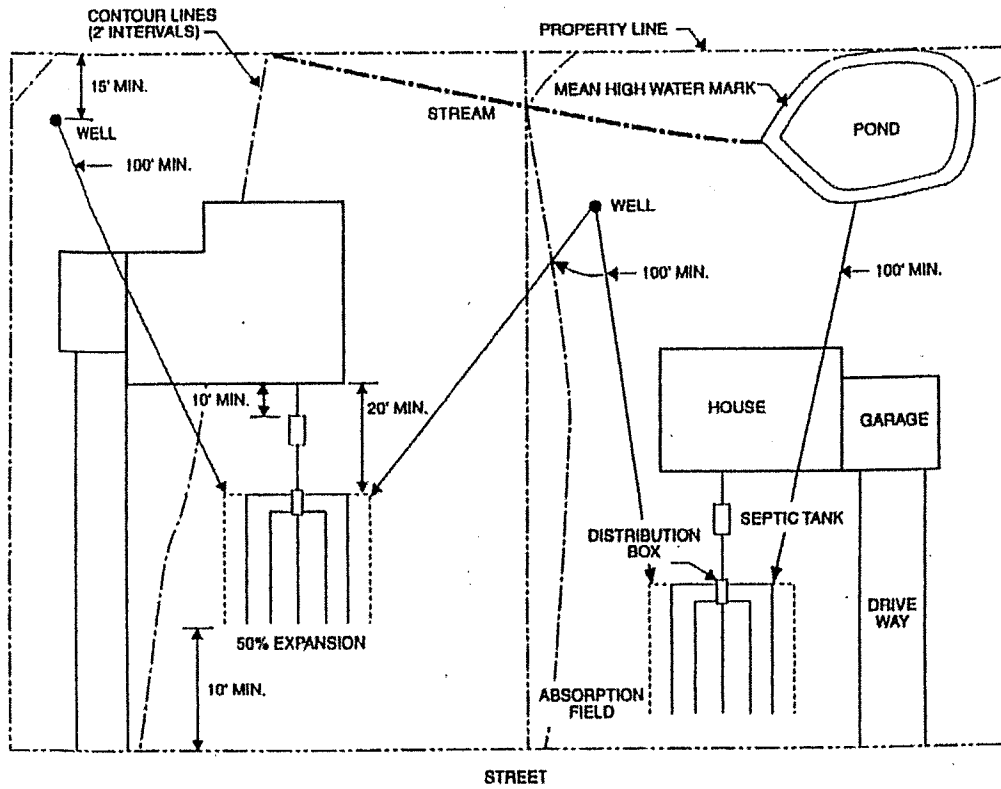 CONTOUR LINES
(2' INTERVALS)
PROPERTY LINE
15' MIN.
MEAN HIGH WATER MARK
STREAM
POND
WELL
100' MIN.
WELL
100' MIN.
100' MIN.
10' MIN.
20' MIN.
HOUSE
GARAGE
SEPTIC TANK
DISTRIBUTION
BOX
DRIVE
WAY
50% EXPANSION
10' MIN.
ABSORPTION
FIELD
STREET